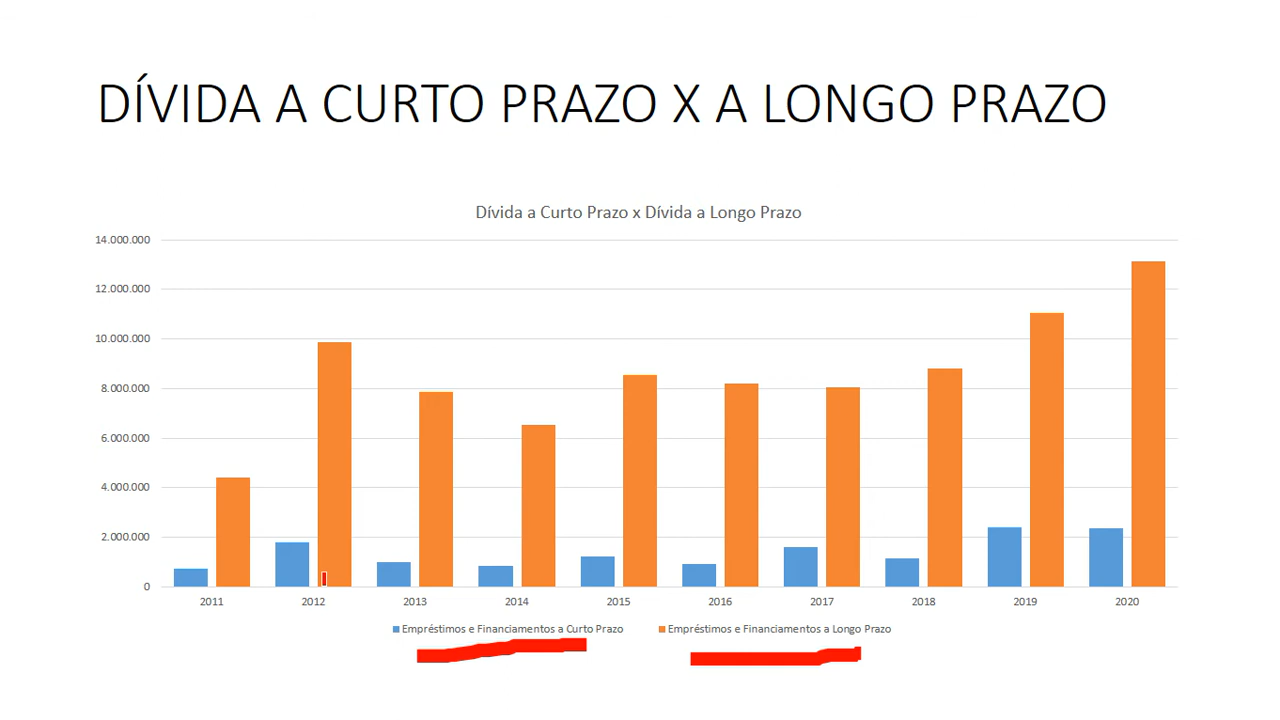 DÍVIDA A CURTO PRAZO X A LONGO PRAZO
Dívida a Curto Prazo x Dívida a Longo Prazo
14.000.000
12.000.000
10.000.000
8.000.000
6.000.000
4.000.000
2.000.000
0
2011 2012 2013 2014 2015 2016 2017 2018 2019 2020
Empréstimos e Financiamentos a Curto Prazo Empréstimos e Financiamentos a Longo Prazo